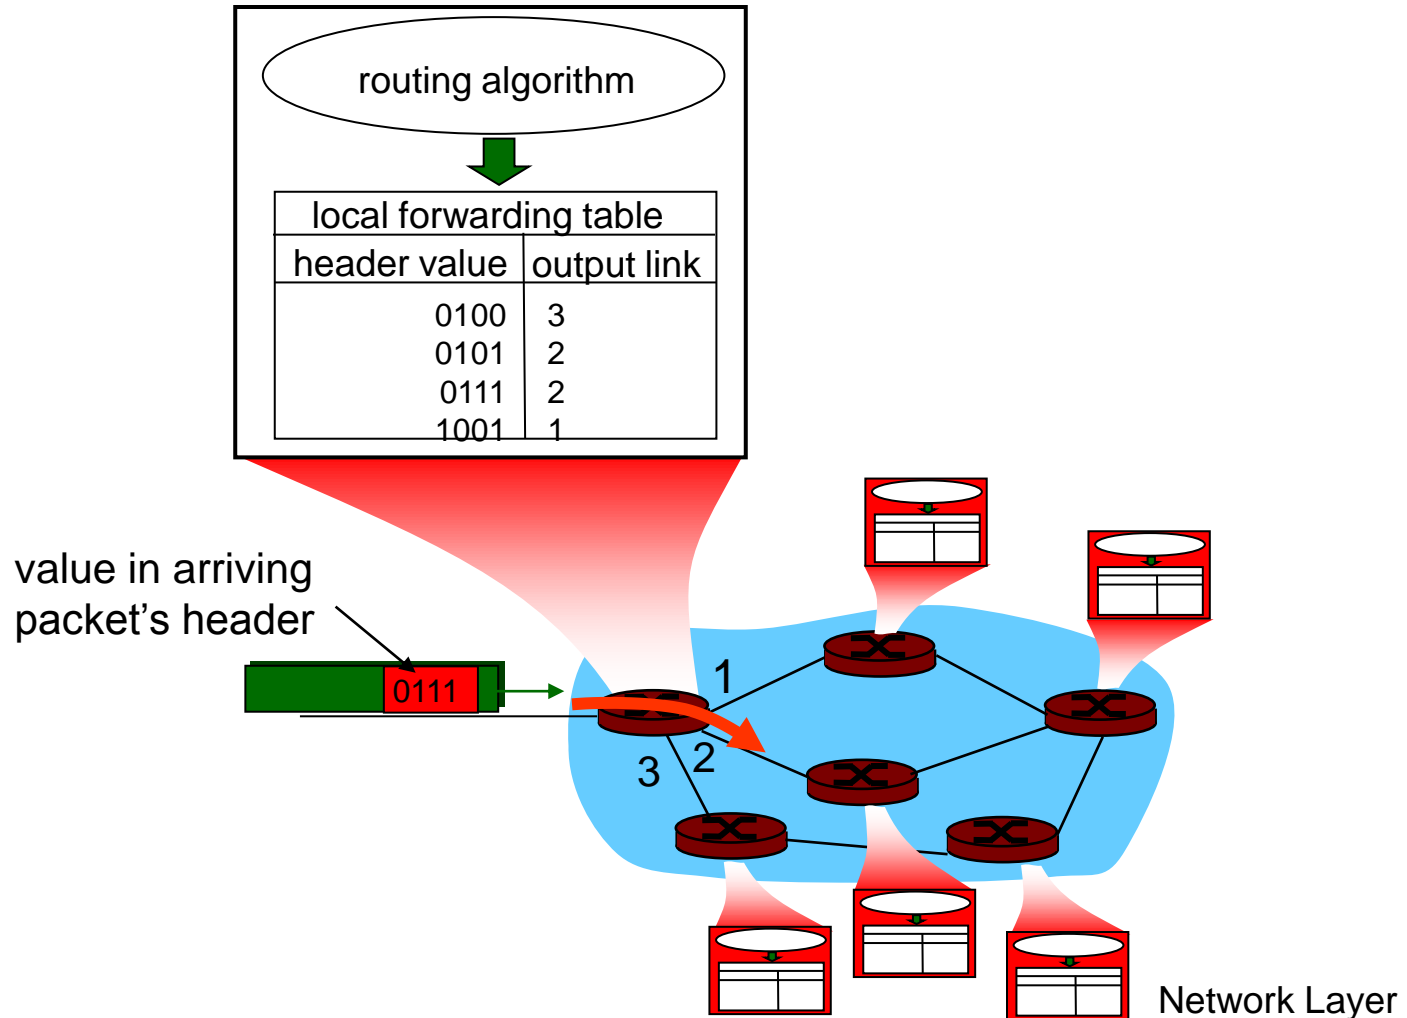 routing algorithm
local forwarding table
header value output link
0100 3
0101 2
0111 2
1001 1
value in arriving
packet's header
0111
1
2
3
Network Layer